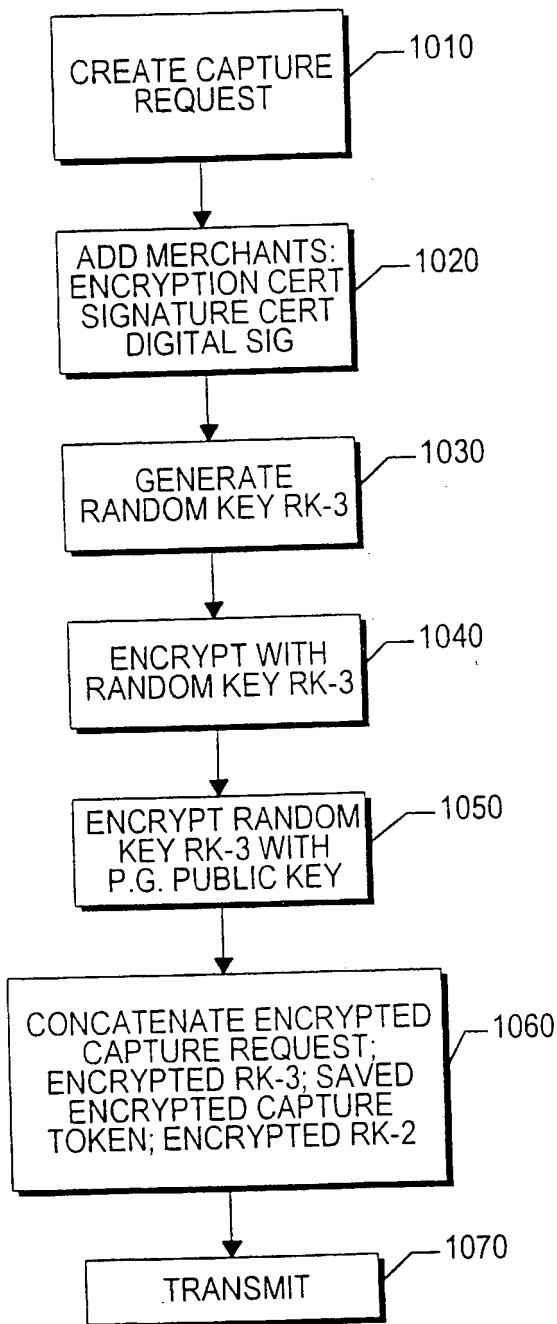 1010
CREATE CAPTURE
REQUEST
1020
ADD MERCHANTS:
ENCRYPTION CERT
SIGNATURE CERT
DIGITAL SIG
1030
GENERATE
RANDOM KEY RK-3
1040
ENCRYPT WITH
RANDOM KEY RK-3
1050
ENCRYPT RANDOM
KEY RK-3 WITH
P.G. PUBLIC KEY
1060
CONCATENATE ENCRYPTED
CAPTURE REQUEST;
ENCRYPTED RK-3; SAVED
ENCRYPTED CAPTURE
TOKEN; ENCRYPTED RK-2
1070
TRANSMIT